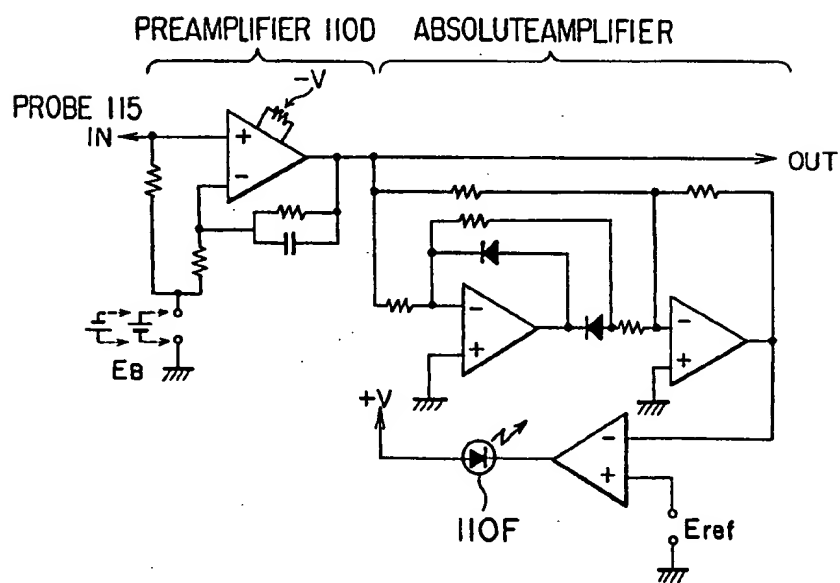 PREAMPLIFIER 110D ABSOLUTEAMPLIFIER
-V
PROBE 115
IN
+
-
OUT
-
+
-
+
EB
+V
-
+
110F
Eref